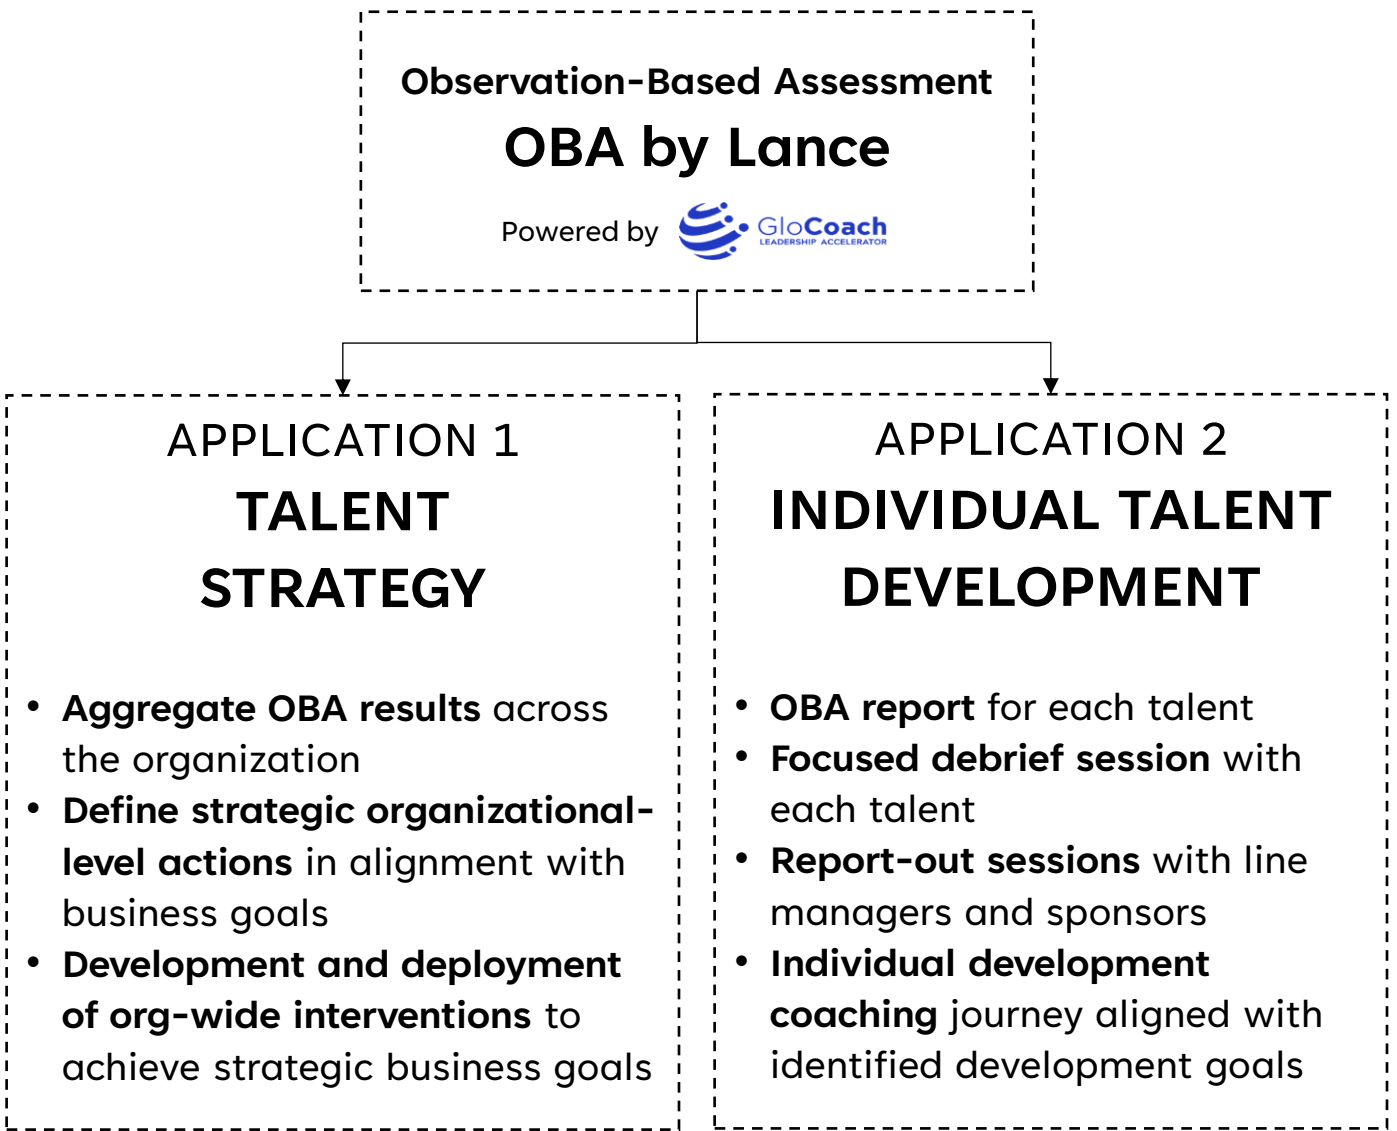 Observation-Based Assessment
OBA by Lance
Powered by GloCoach
LEADERSHIP ACCELERATOR
APPLICATION 1
TALENT
STRATEGY
• Aggregate OBA results across
the organization
• Define strategic organizational-
level actions in alignment with
business goals
• Development and deployment
of org-wide interventions to
achieve strategic business goals
APPLICATION 2
INDIVIDUAL TALENT
DEVELOPMENT
• OBA report for each talent
• Focused debrief session with
each talent
• Report-out sessions with line
managers and sponsors
• Individual development
coaching journey aligned with
identified development goals